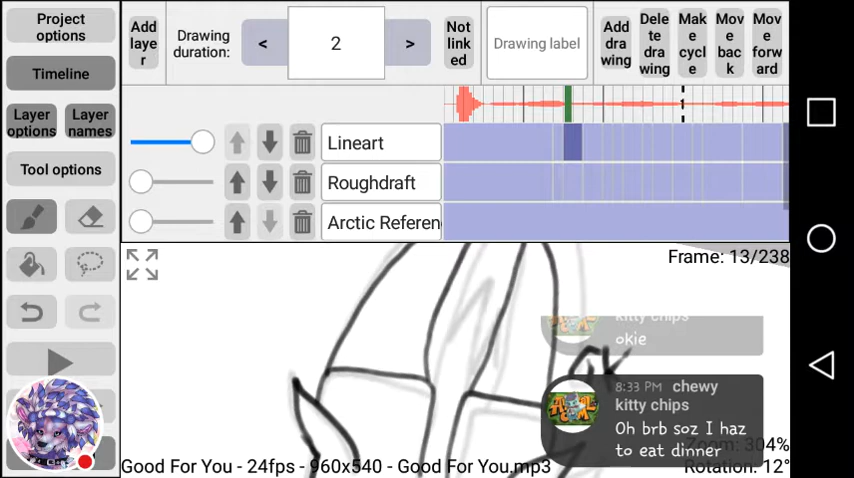 Project
options
Timeline
Layer
options
Layer
names
Tool options
Add
laye
r
Drawing
duration:
<
2
>
Not
link
ed
Drawing label
Add
dra
wing
Dele
te
dra
wing
Mak
e
cycl
e
Mov
e
bac
k
Mov
e
forw
ard
Lineart
Roughdraft
Arctic Referen
Frame: 13/238
kitty chips
okie
8:33 PM chewy
kitty chips
Oh brb soz I haz
to eat dinner
Zoom: 304%
Good For You - 24fps - 960x540 - Good For You.mp3
Rotation: 12°